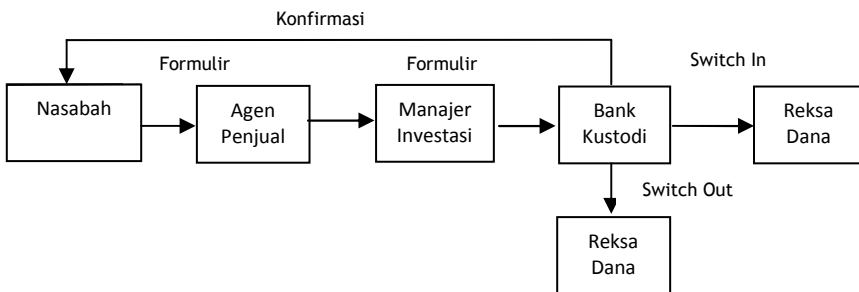 Konfirmasi
Formulir
Formulir
Switch In
Nasabah
Agen
Penjual
Manajer
Investasi
Bank
Kustodi
Reksa
Dana
Switch Out
Reksa
Dana